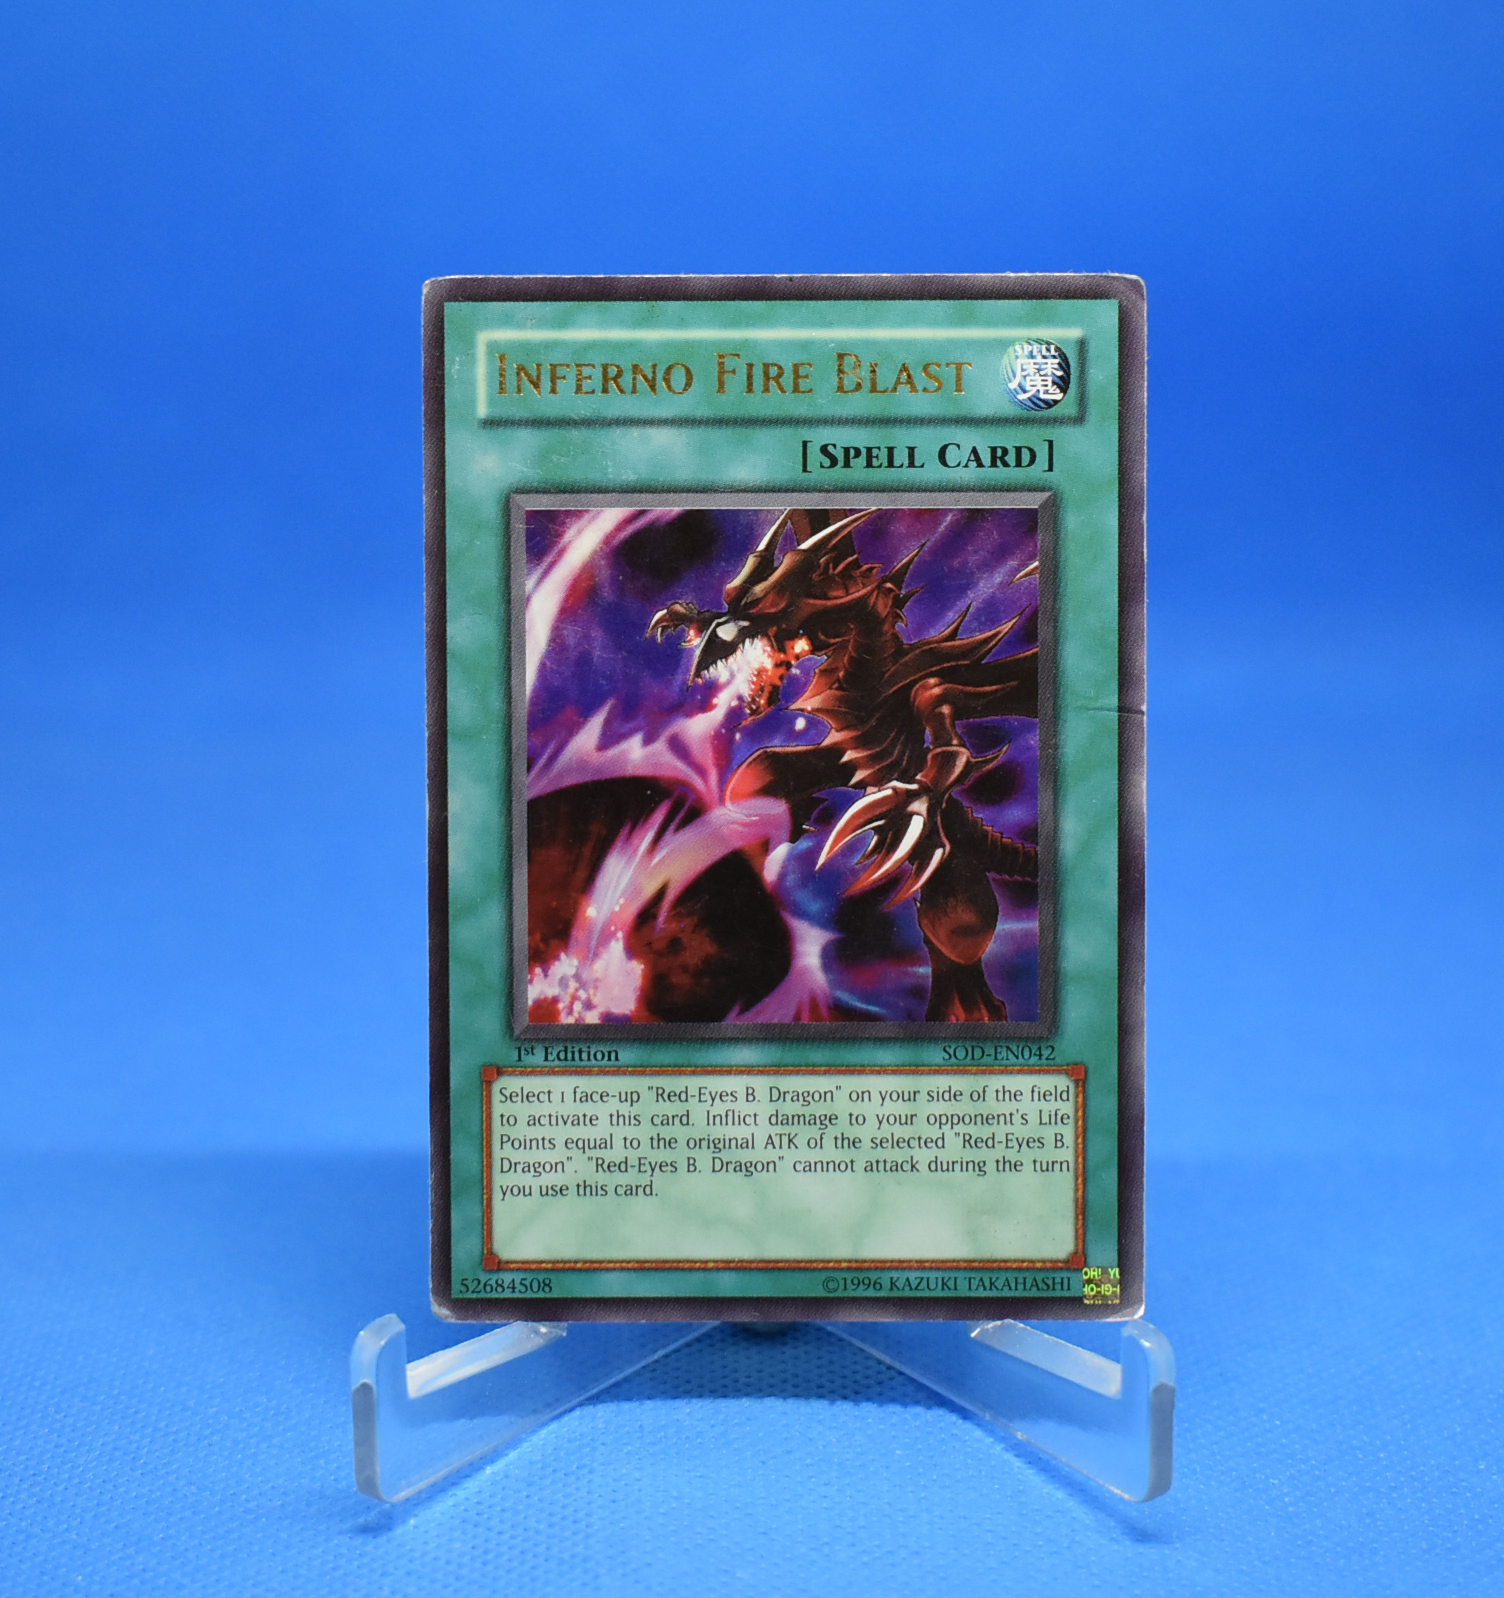 INFERNO FIRE BLAST
SPELL
魔
[SPELL CARD]
1st Edition SOD-EN042
Select 1 face-up "Red-Eyes B. Dragon" on your side of the field
to activate this card. Inflict damage to your opponent's Life
Points equal to the original ATK of the selected "Red-Eyes B.
Dragon". "Red-Eyes B. Dragon" cannot attack during the turn
you use this card.
52684508 ©1996 KAZUKI TAKAHASHI